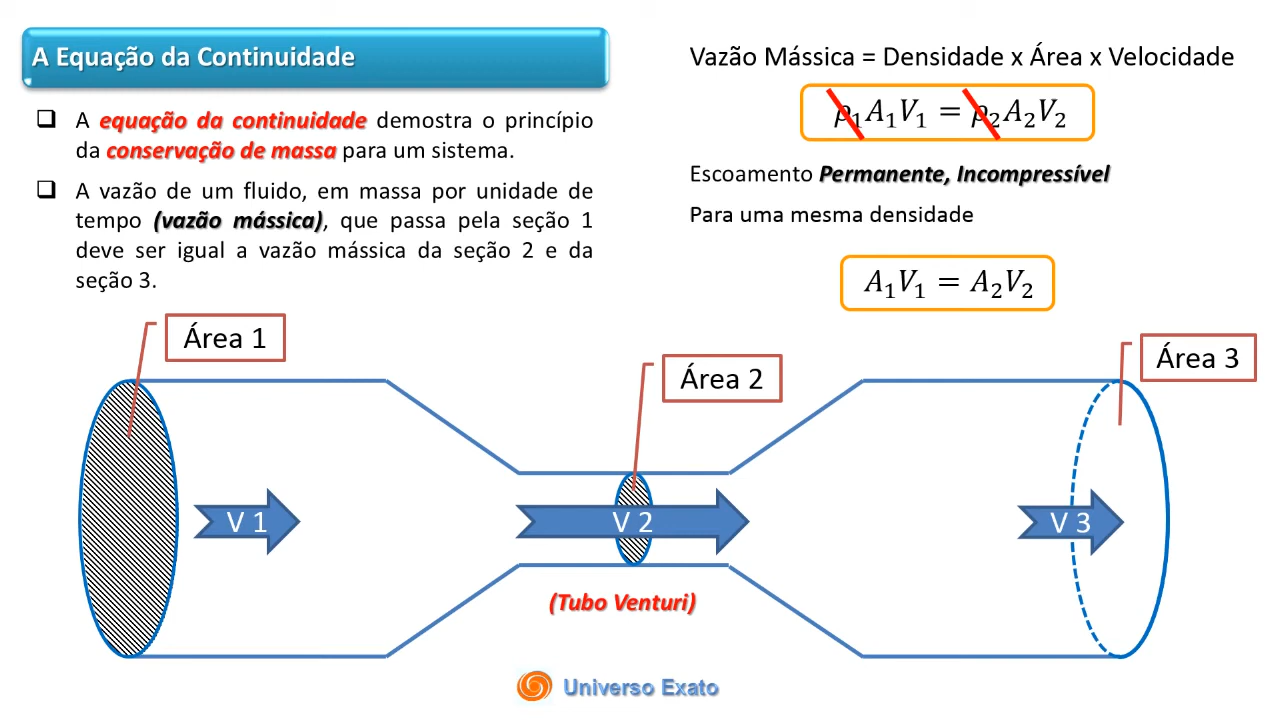 A Equação da Continuidade
❑ A equação da continuidade demostra o princípio
da conservação de massa para um sistema.
❑ A vazão de um fluido, em massa por unidade de
tempo (vazão mássica), que passa pela seção 1
deve ser igual a vazão mássica da seção 2 e da
seção 3.
Vazão Mássica = Densidade x Área x Velocidade
ρ₁A₁V₁ = ρ₂A₂V₂
Escoamento Permanente, Incompressível
Para uma mesma densidade
A₁V₁ = A₂V₂
Área 1
Área 2
Área 3
V 1
V 2
V 3
(Tubo Venturi)
Universo Exato